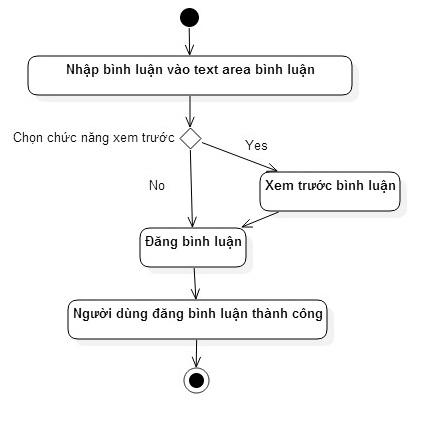 Nhập bình luận vào text area bình luận
Chọn chức năng xem trước
Yes
No
Xem trước bình luận
Đăng bình luận
Người dùng đăng bình luận thành công